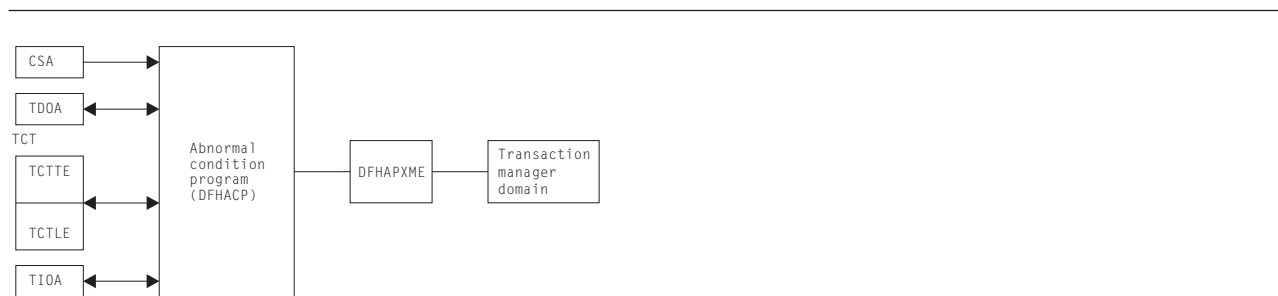 CSA
TDOA
TCT
TCTTE
TCTLE
TIOA
Abnormal
condition
program
(DFHACP)
DFHAPXME
Transaction
manager
domain